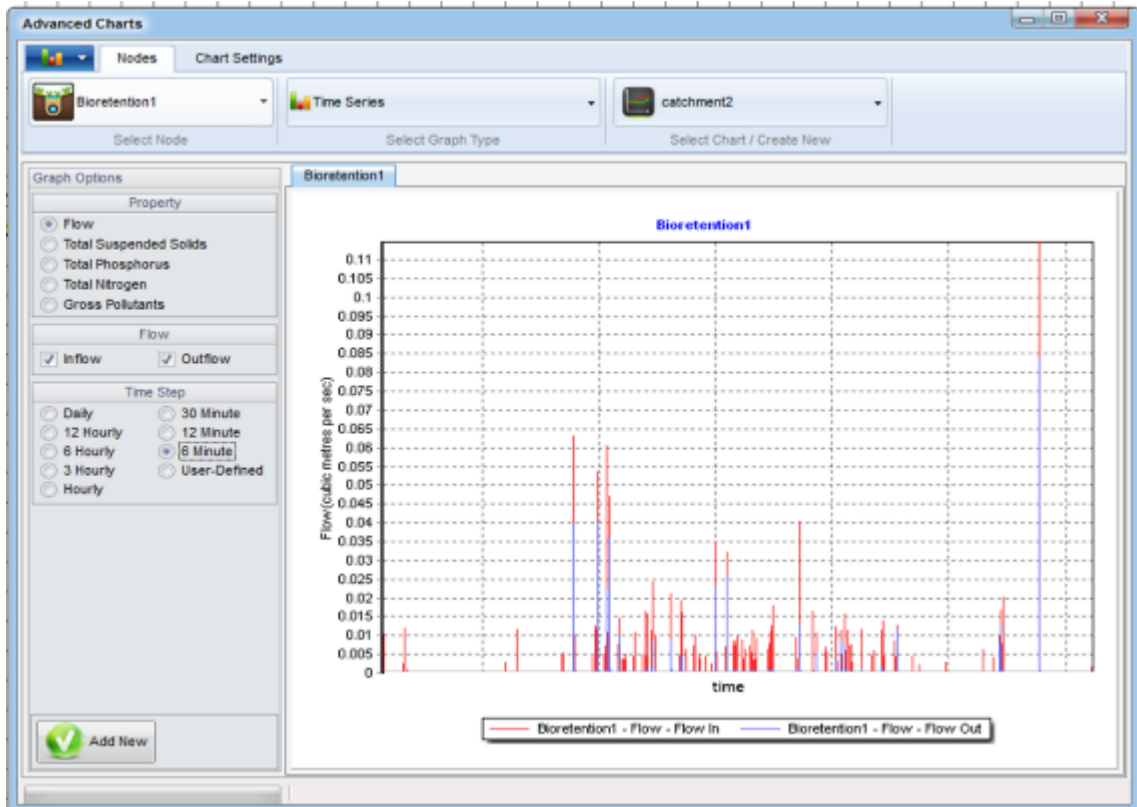 Advanced Charts
Nodes Chart Settings
Bioretention1 Time Series catchment2
Select Node Select Graph Type Select Chart / Create New
Graph Options
Property
Flow
Total Suspended Solids
Total Phosphorus
Total Nitrogen
Gross Pollutants
Flow
Inflow Outflow
Time Step
Daily 30 Minute
12 Hourly 12 Minute
6 Hourly 6 Minute
3 Hourly User-Defined
Hourly
Add New
Bioretention1
Bioretention1
Flow (cubic metres per sec)
0.11
0.105
0.1
0.095
0.09
0.085
0.08
0.075
0.07
0.065
0.06
0.055
0.05
0.045
0.04
0.035
0.03
0.025
0.02
0.015
0.01
0.005
0
time
Bioretention1 - Flow - Flow In Bioretention1 - Flow - Flow Out